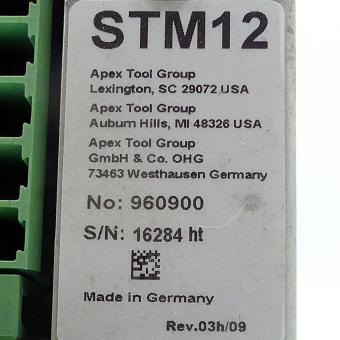 STM12
Apex Tool Group
Lexington, SC 29072 USA
Apex Tool Group
Auburn Hills, MI 48326 USA
Apex Tool Group
GmbH & Co. OHG
73463 Westhausen Germany
No: 960900
S/N: 16284 ht
Made in Germany
Rev.03h/09